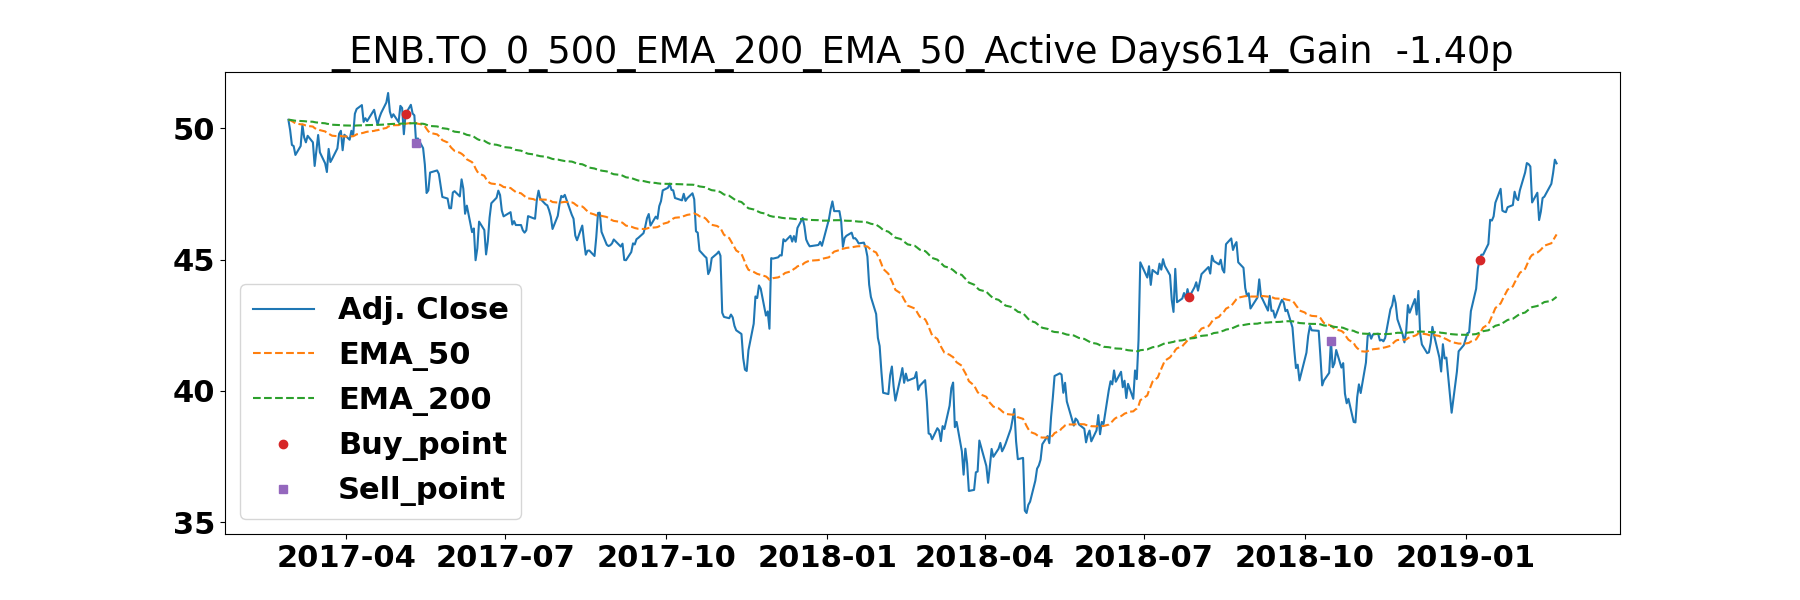 _ENB.TO_0_500_EMA_200_EMA_50_Active Days614_Gain  -1.40p
50
45
40
35
Adj. Close
EMA_50
EMA_200
Buy_point
Sell_point
2017-04 2017-07 2017-10 2018-01 2018-04 2018-07 2018-10 2019-01